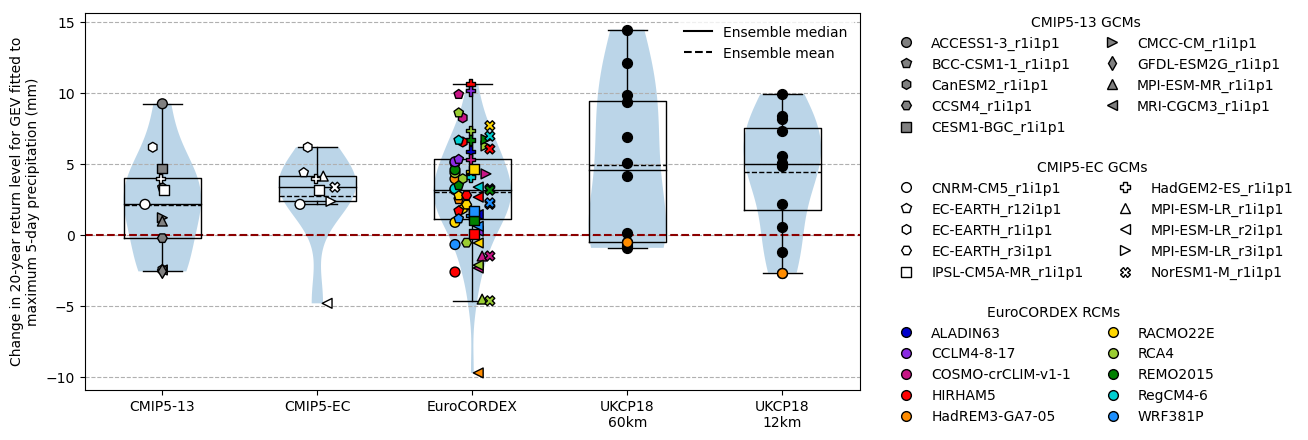 Change in 20-year return level for GEV fitted to
maximum 5-day precipitation (mm)
15
10
5
0
−5
−10
CMIP5-13
CMIP5-EC
EuroCORDEX
UKCP18
60km
UKCP18
12km
Ensemble median
Ensemble mean
CMIP5-13 GCMs
ACCESS1-3_r1i1p1
BCC-CSM1-1_r1i1p1
CanESM2_r1i1p1
CCSM4_r1i1p1
CESM1-BGC_r1i1p1
CMCC-CM_r1i1p1
GFDL-ESM2G_r1i1p1
MPI-ESM-MR_r1i1p1
MRI-CGCM3_r1i1p1
CMIP5-EC GCMs
CNRM-CM5_r1i1p1
EC-EARTH_r12i1p1
EC-EARTH_r1i1p1
EC-EARTH_r3i1p1
IPSL-CM5A-MR_r1i1p1
HadGEM2-ES_r1i1p1
MPI-ESM-LR_r1i1p1
MPI-ESM-LR_r2i1p1
MPI-ESM-LR_r3i1p1
NorESM1-M_r1i1p1
EuroCORDEX RCMs
ALADIN63
CCLM4-8-17
COSMO-crCLIM-v1-1
HIRHAM5
HadREM3-GA7-05
RACMO22E
RCA4
REMO2015
RegCM4-6
WRF381P